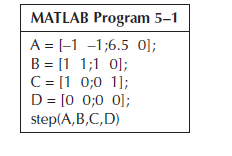 MATLAB Program 5–1
A = [–1 –1;6.5 0];
B = [1 1;1 0];
C = [1 0;0 1];
D = [0 0;0 0];
step(A,B,C,D)